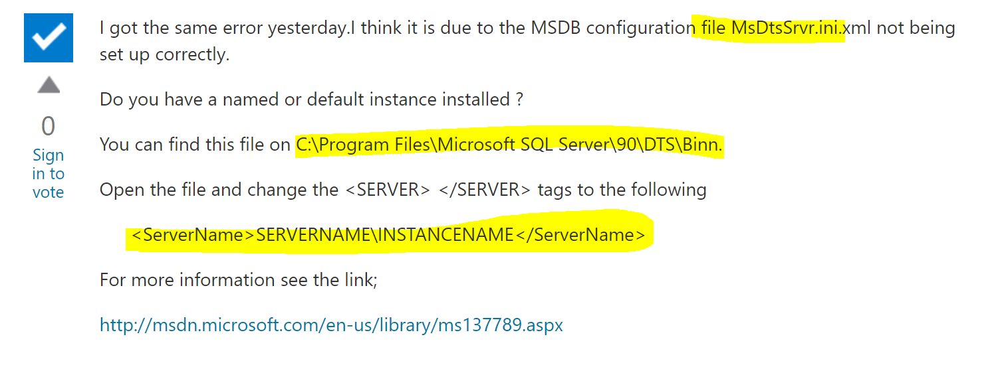 I got the same error yesterday.I think it is due to the MSDB configuration file MsDtsSrvr.ini.xml not being
set up correctly.
Do you have a named or default instance installed ?
0
You can find this file on C:\Program Files\Microsoft SQL Server\90\DTS\Binn.
Sign
in to
vote
Open the file and change the <SERVER> </SERVER> tags to the following
<ServerName>SERVERNAME\INSTANCENAME</ServerName>
For more information see the link;
http://msdn.microsoft.com/en-us/library/ms137789.aspx